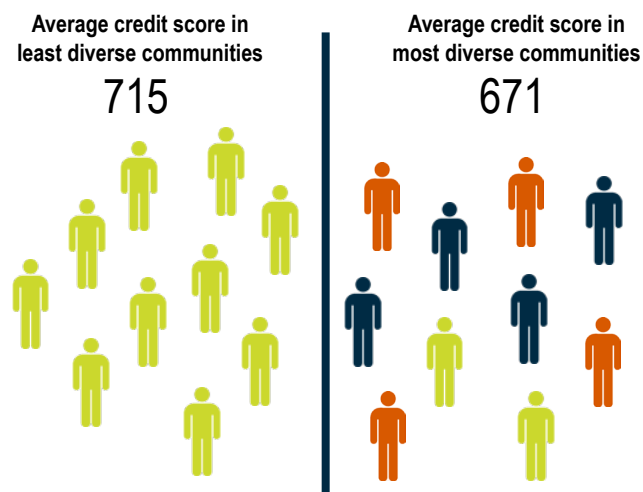 Average credit score in
least diverse communities
715
Average credit score in
most diverse communities
671